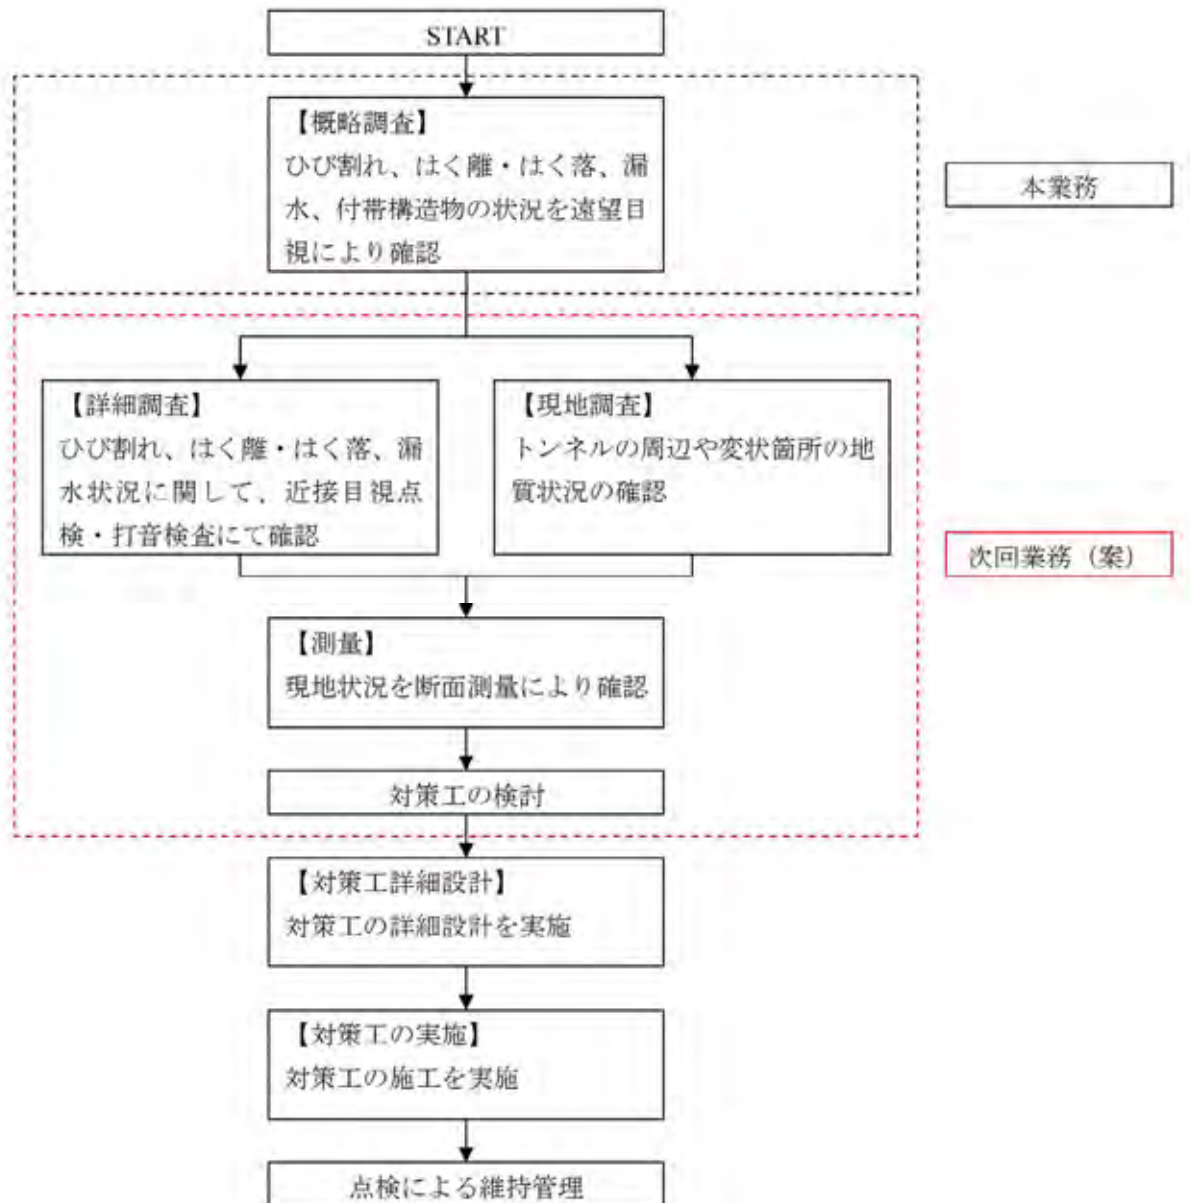 START
【概略調査】
ひび割れ、はく離・はく落、漏
水、付帯構造物の状況を遠望目
視により確認
本業務
【詳細調査】
ひび割れ、はく離・はく落、漏
水状況に関して、近接目視点
検・打音検査にて確認
【現地調査】
トンネルの周辺や変状箇所の地
質状況の確認
次回業務（案）
【測量】
現地状況を断面測量により確認
対策工の検討
【対策工詳細設計】
対策工の詳細設計を実施
【対策工の実施】
対策工の施工を実施
点検による維持管理